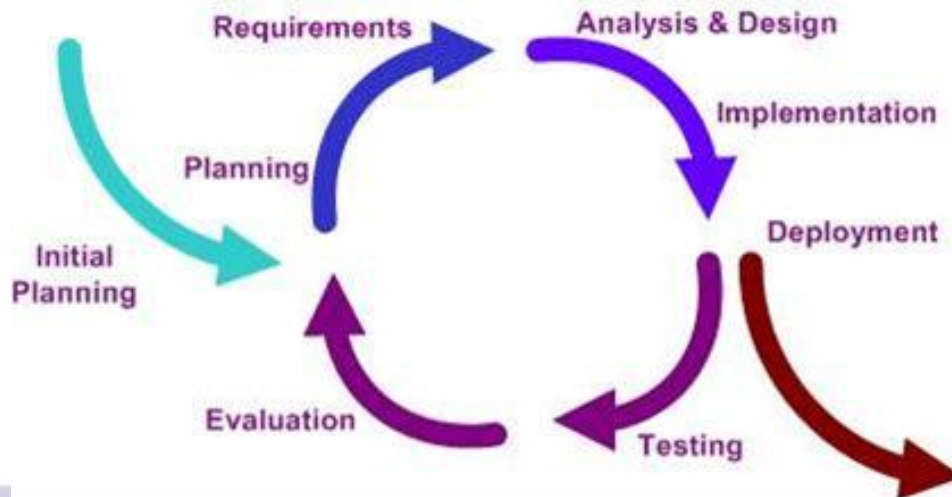 Requirements
Analysis & Design
Implementation
Planning
Deployment
Initial
Planning
Evaluation
Testing